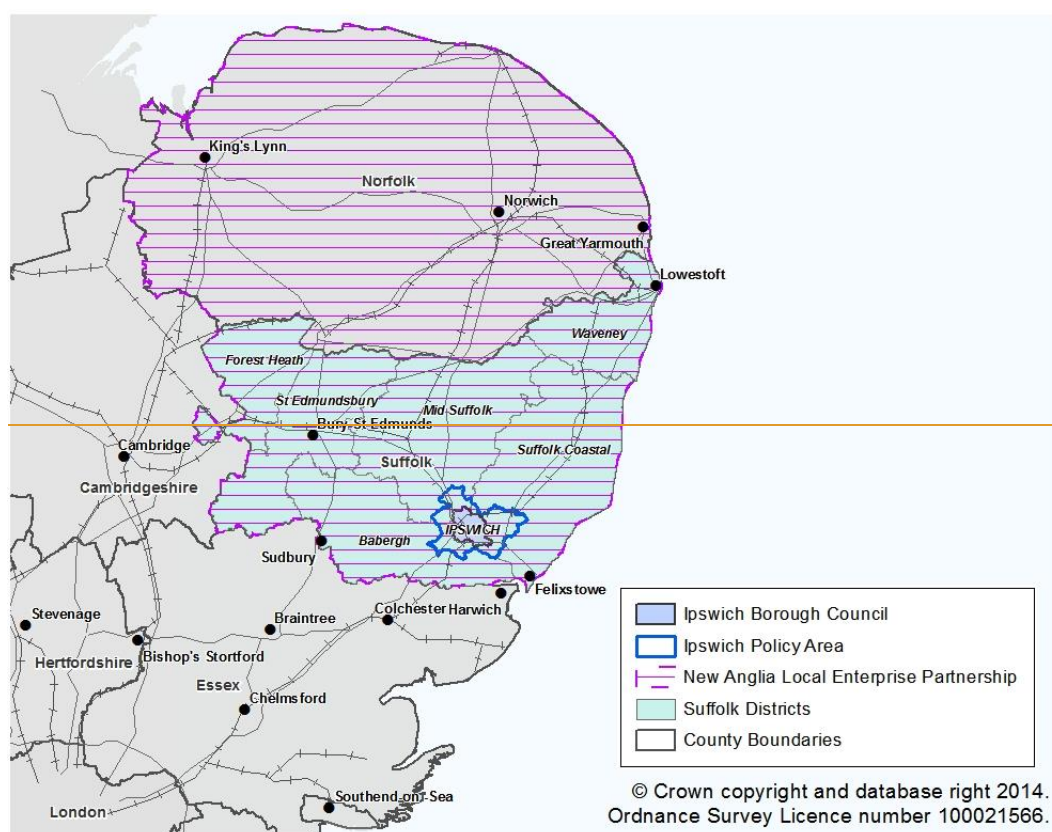 King's Lynn
Norfolk
Norwich
Great Yarmouth
Lowestoft
Waveney
Forest Heath
St Edmundsbury
Mid Suffolk
Bury St Edmunds
Suffolk Coastal
Cambridge
Suffolk
Cambridgeshire
IPSWICH
Babergh
Sudbury
Felixstowe
Stevenage
Braintree
Colchester
Harwich
Hertfordshire
Bishop's Stortford
Essex
Chelmsford
London
Southend-on-Sea
Ipswich Borough Council
Ipswich Policy Area
New Anglia Local Enterprise Partnership
Suffolk Districts
County Boundaries
© Crown copyright and database right 2014.
Ordnance Survey Licence number 100021566.